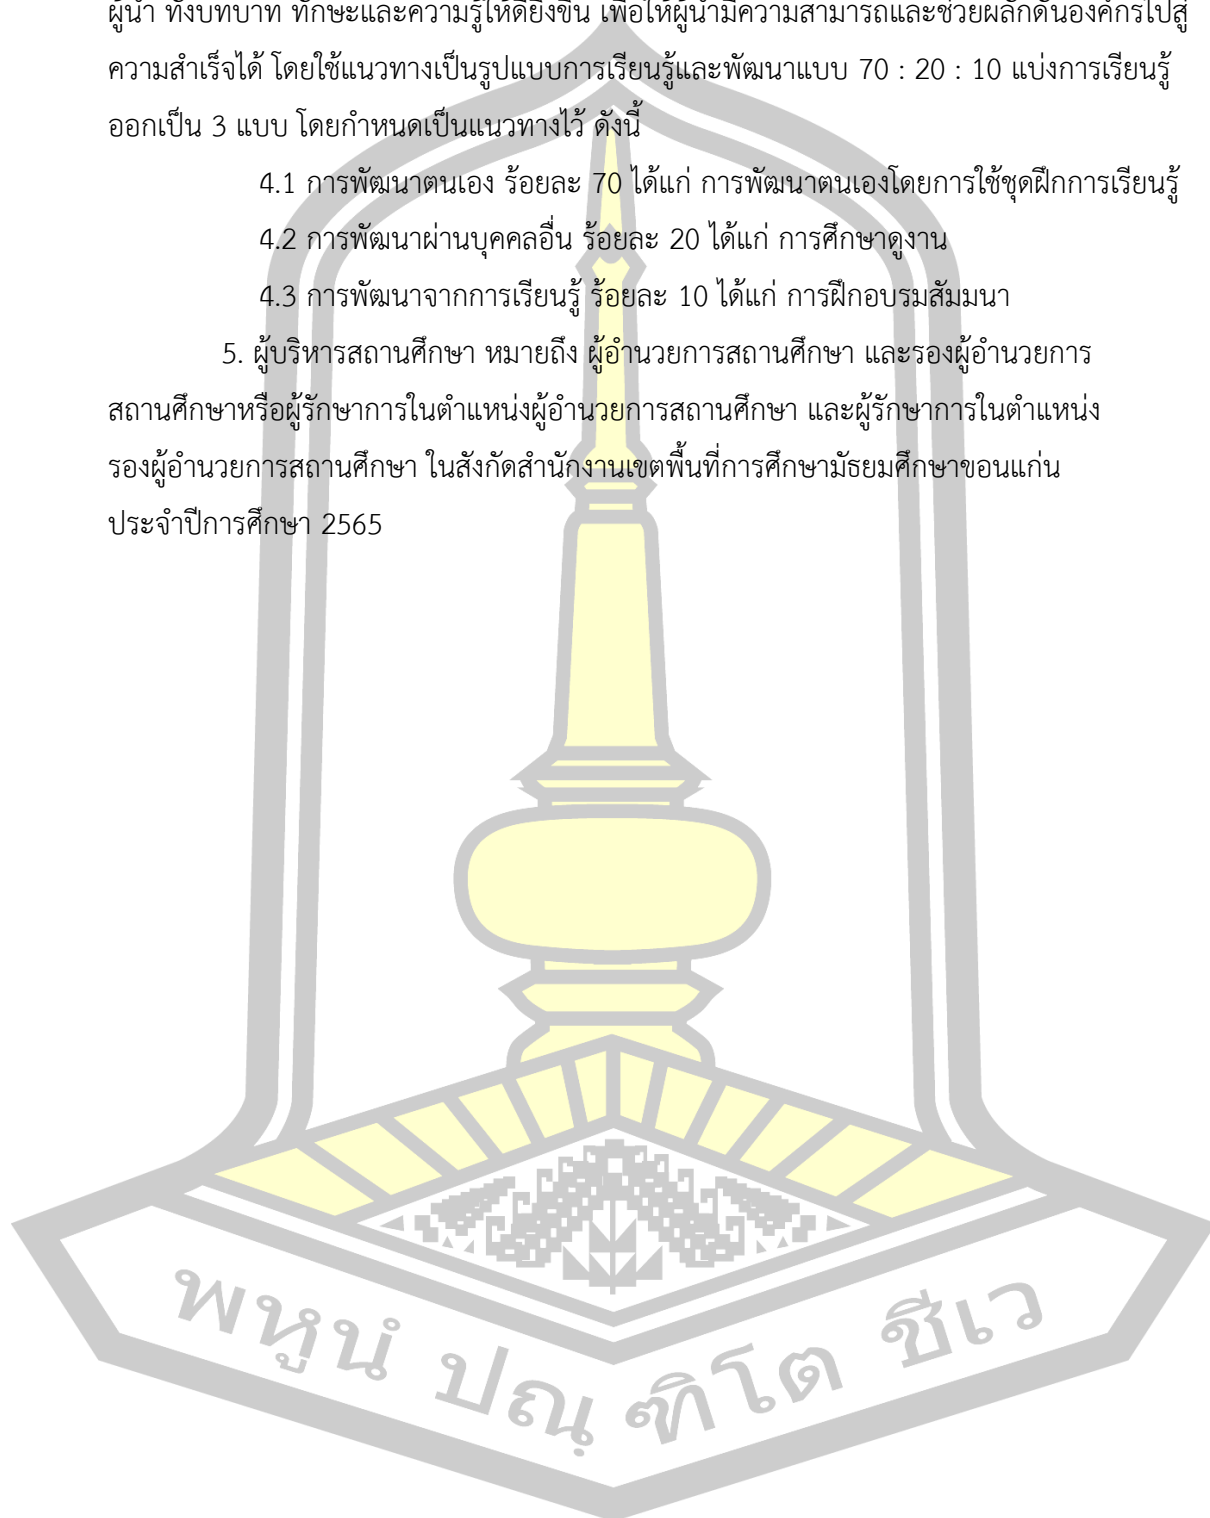 ผู้นำ ทั้งบทบาท ทักษะและความรู้ให้ดียิ่งขึ้น เพื่อให้ผู้นำมีความสามารถและช่วยผลักดันองค์กรไปสู่
ความสำเร็จได้ โดยใช้แนวทางเป็นรูปแบบการเรียนรู้และพัฒนาแบบ 70 : 20 : 10 แบ่งการเรียนรู้
ออกเป็น 3 แบบ โดยกำหนดเป็นแนวทางไว้ ดังนี้
4.1 การพัฒนาตนเอง ร้อยละ 70 ได้แก่ การพัฒนาตนเองโดยการใช้ชุดฝึกการเรียนรู้
4.2 การพัฒนาผ่านบุคคลอื่น ร้อยละ 20 ได้แก่ การศึกษาดูงาน
4.3 การพัฒนาจากการเรียนรู้ ร้อยละ 10 ได้แก่ การฝึกอบรมสัมมนา
5. ผู้บริหารสถานศึกษา หมายถึง ผู้อำนวยการสถานศึกษา และรองผู้อำนวยการ
สถานศึกษาหรือผู้รักษาการในตำแหน่งผู้อำนวยการสถานศึกษา และผู้รักษาการในตำแหน่ง
รองผู้อำนวยการสถานศึกษา ในสังกัดสำนักงานเขตพื้นที่การศึกษามัธยมศึกษาขอนแก่น
ประจำปีการศึกษา 2565
พหูนํ ปณฺฑิโต ชีเว